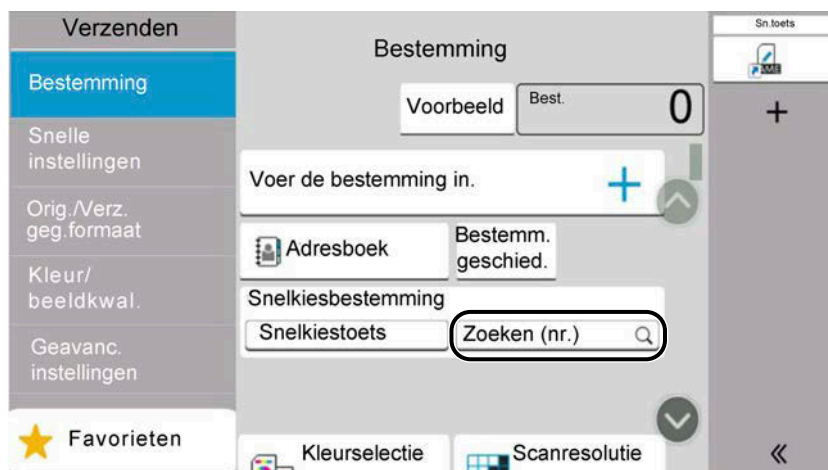 Verzenden
Bestemming
Snelle
instellingen
Orig./Verz.
geg.formaat
Kleur/
beeldkwal.
Geavanc.
instellingen
Favorieten
Bestemming
Voorbeeld
Best.
0
Voer de bestemming in.
Adresboek
Bestemm.
geschied.
Snelkiesbestemming
Snelkiestoets
Zoeken (nr.)
Kleurselectie
Scanresolutie
Sn.toets